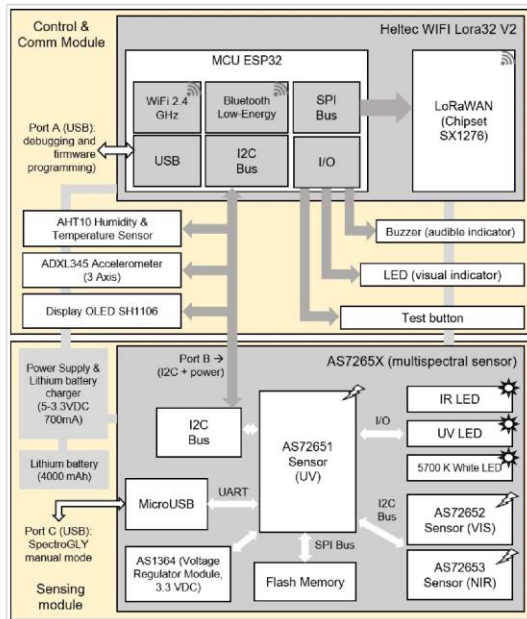 Control &
Comm Module
Heltec WIFI Lora32 V2
MCU ESP32
WiFi 2.4
GHz
Bluetooth
Low-Energy
SPI
Bus
LoRaWAN
(Chipset
SX1276)
Port A (USB):
debugging and
firmware
programming)
USB
I2C
Bus
I/O
AHT10 Humidity &
Temperature Sensor
Buzzer (audible indicator)
ADXL345 Accelerometer
(3 Axis)
LED (visual indicator)
Display OLED SH1106
Test button
Power Supply &
Lithium battery
charger
(5-3.3VDC
700mA)
Port B →
(I2C + power)
AS7265X (multispectral sensor)
I2C
Bus
AS72651
Sensor
(UV)
I/O
IR LED
UV LED
5700 K White LED
Lithium battery
(4000 mAh)
MicroUSB
UART
I2C
Bus
AS72652
Sensor (VIS)
Port C (USB):
SpectroGLY
manual mode
AS1364 (Voltage
Regulator Module,
3.3 VDC)
SPI Bus
Flash Memory
AS72653
Sensor (NIR)
Sensing
module